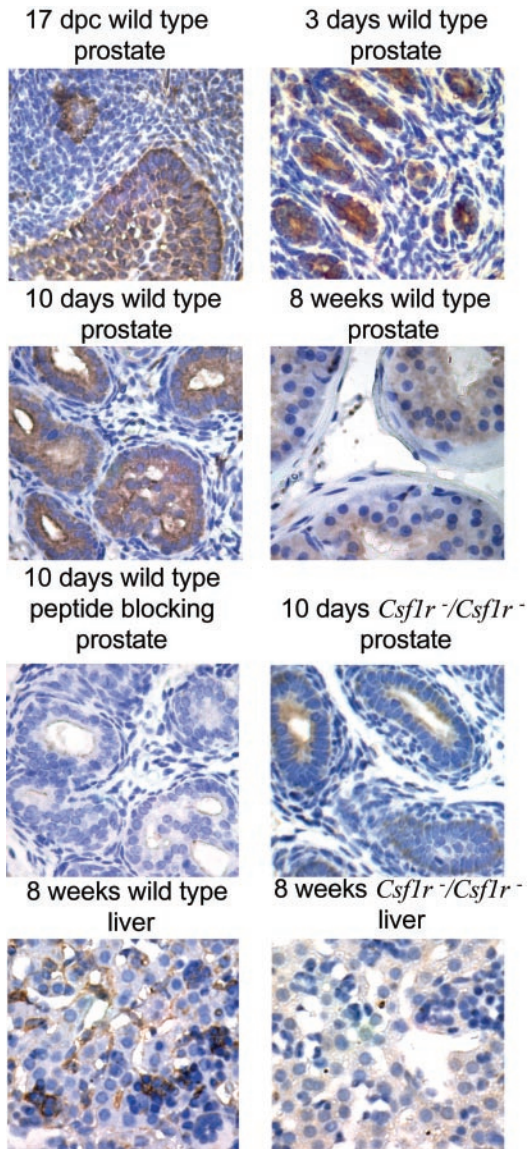 17 dpc wild type
prostate
3 days wild type
prostate
10 days wild type
prostate
8 weeks wild type
prostate
10 days wild type
peptide blocking
prostate
10 days Csf1r -/Csf1r -
prostate
8 weeks wild type
liver
8 weeks Csf1r -/Csf1r -
liver